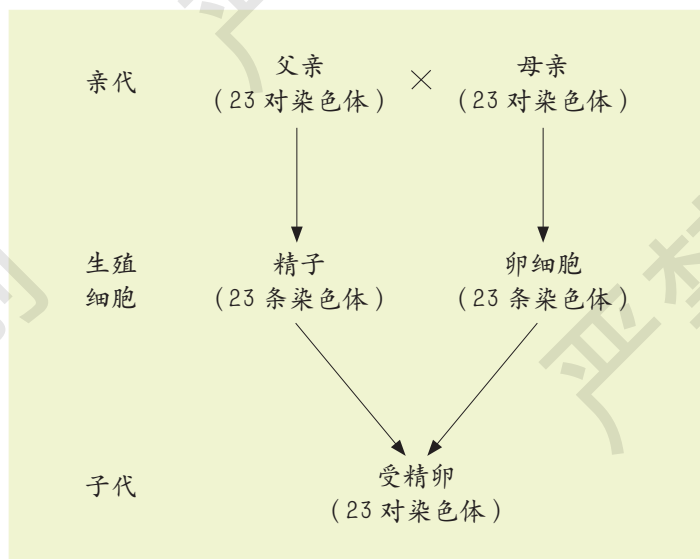 亲代
父亲 × 母亲
（23 对染色体） （23 对染色体）
生殖 精子 卵细胞
细胞 （23 条染色体） （23 条染色体）
子代
受精卵
（23 对染色体）
严禁